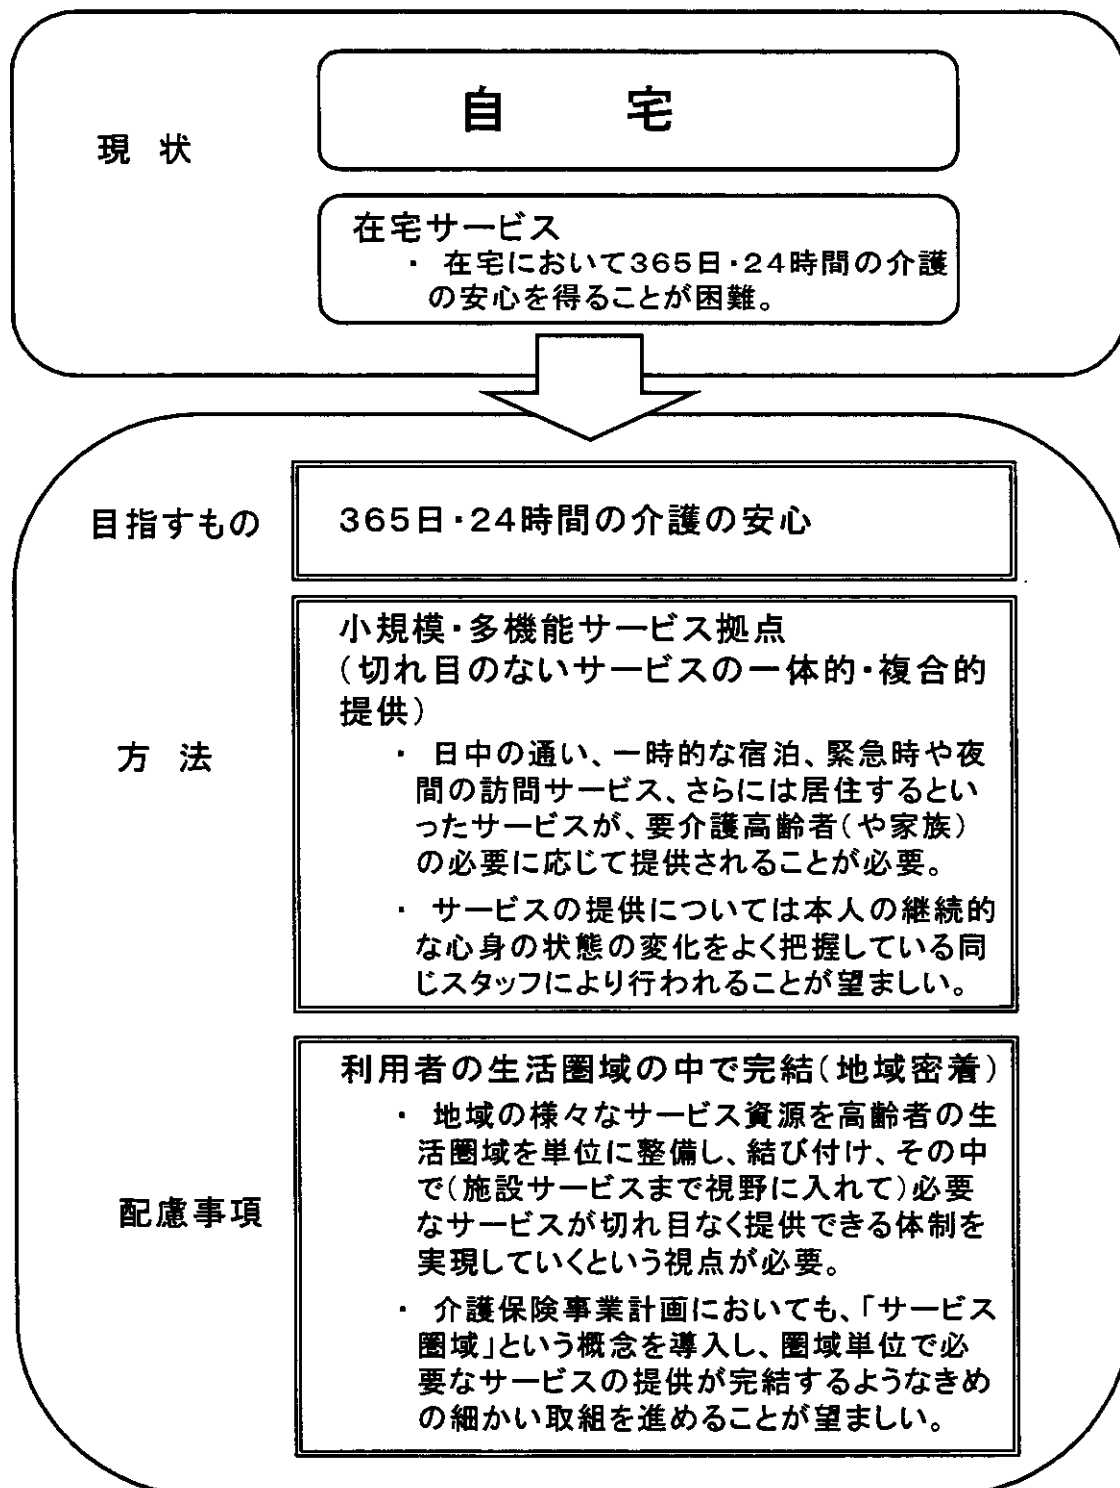 現 状
自 宅
在宅サービス
・ 在宅において365日・24時間の介護
の安心を得ることが困難。
目指すもの
365日・24時間の介護の安心
方 法
小規模・多機能サービス拠点
(切れ目のないサービスの一体的・複合的
提供)
・ 日中の通い、一時的な宿泊、緊急時や夜
間の訪問サービス、さらには居住するとい
ったサービスが、要介護高齢者(や家族)
の必要に応じて提供されることが必要。
・ サービスの提供については本人の継続的
な心身の状態の変化をよく把握している同
じスタッフにより行われることが望ましい。
配慮事項
利用者の生活圏域の中で完結(地域密着)
・ 地域の様々なサービス資源を高齢者の生
活圏域を単位に整備し、結び付け、その中
で(施設サービスまで視野に入れて)必要
なサービスが切れ目なく提供できる体制を
実現していくという視点が必要。
・ 介護保険事業計画においても、「サービス
圏域」という概念を導入し、圏域単位で必
要なサービスの提供が完結するようなきめ
の細かい取組を進めることが望ましい。